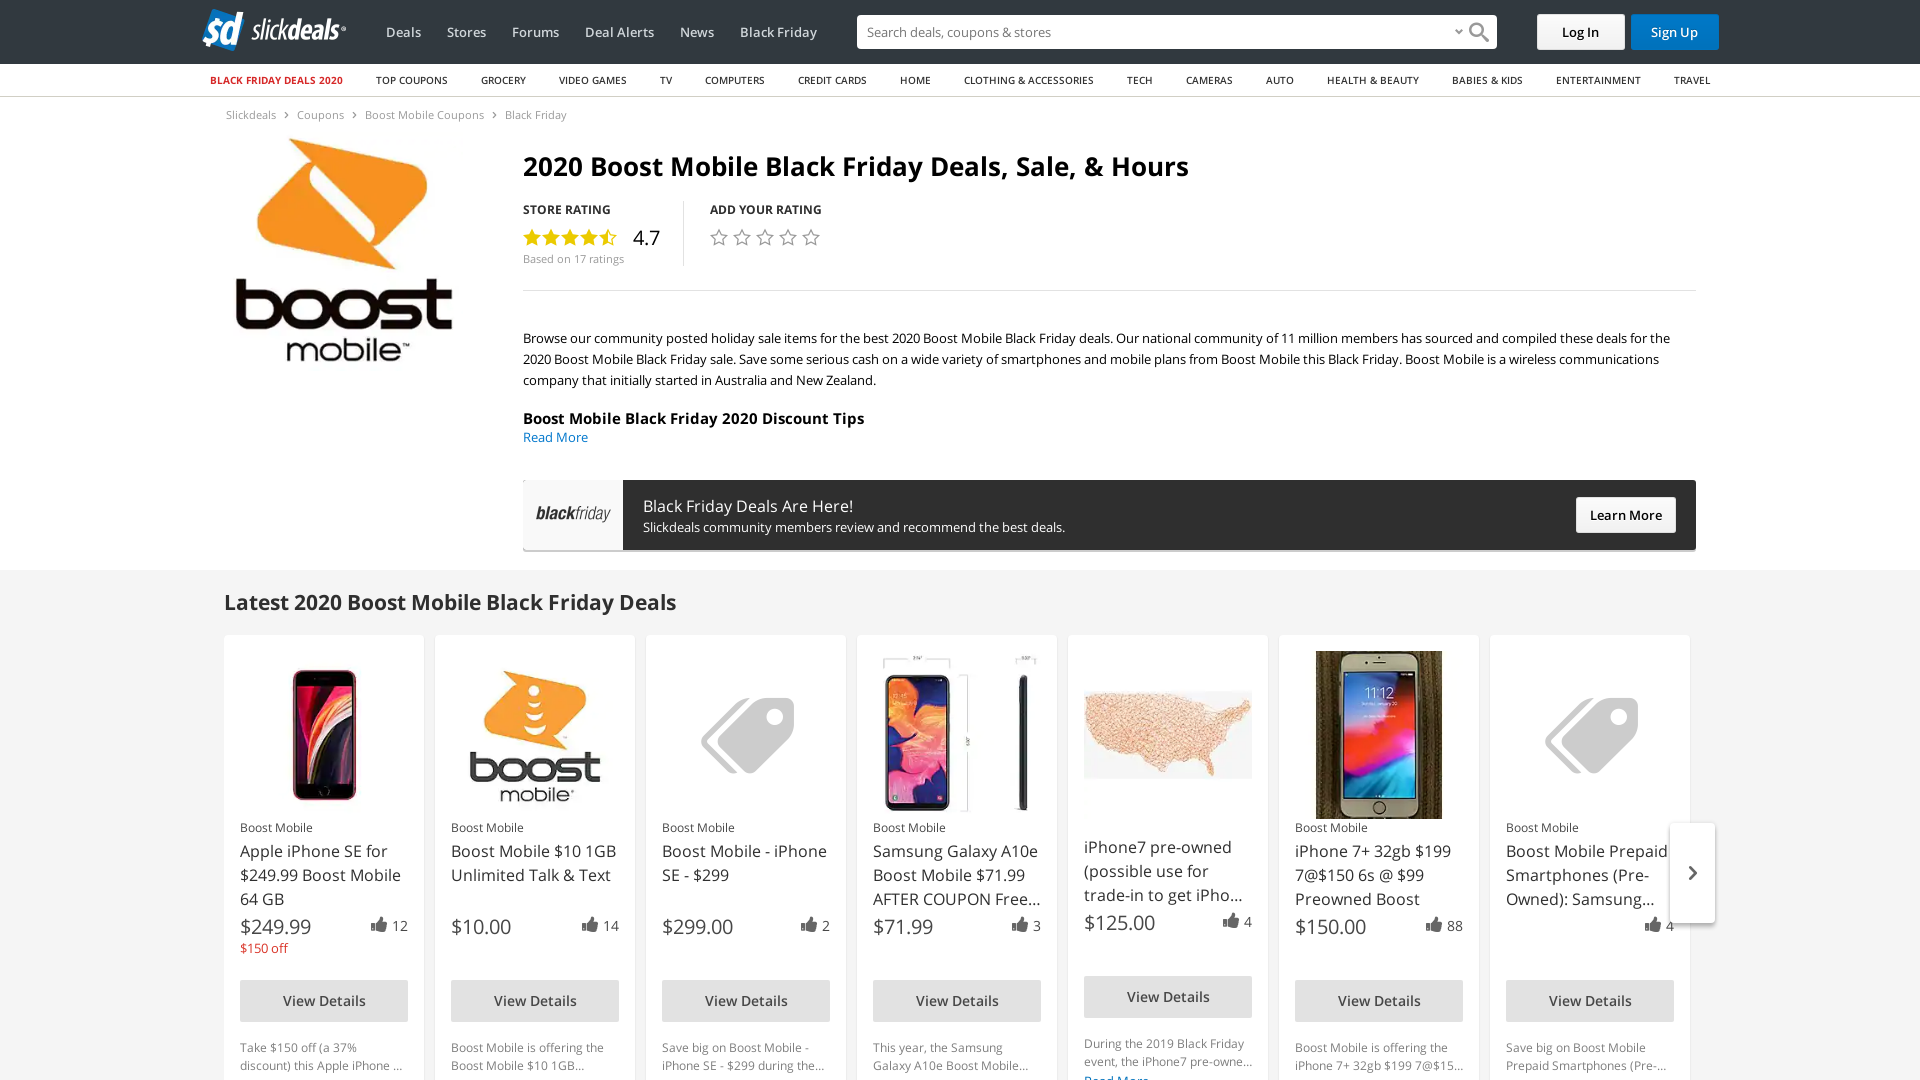 sd slickdeals
Deals
Stores
Forums
Deal Alerts
News
Black Friday
Search deals, coupons & stores
Log In
Sign Up
BLACK FRIDAY DEALS 2020
TOP COUPONS
GROCERY
VIDEO GAMES
TV
COMPUTERS
CREDIT CARDS
HOME
CLOTHING & ACCESSORIES
TECH
CAMERAS
AUTO
HEALTH & BEAUTY
BABIES & KIDS
ENTERTAINMENT
TRAVEL
Slickdeals > Coupons > Boost Mobile Coupons > Black Friday
boost
mobile™
2020 Boost Mobile Black Friday Deals, Sale, & Hours
STORE RATING
4.7
Based on 17 ratings
ADD YOUR RATING
Browse our community posted holiday sale items for the best 2020 Boost Mobile Black Friday deals. Our national community of 11 million members has sourced and compiled these deals for the
2020 Boost Mobile Black Friday sale. Save some serious cash on a wide variety of smartphones and mobile plans from Boost Mobile this Black Friday. Boost Mobile is a wireless communications
company that initially started in Australia and New Zealand.
Boost Mobile Black Friday 2020 Discount Tips
Read More
blackfriday
Black Friday Deals Are Here!
Slickdeals community members review and recommend the best deals.
Learn More
Latest 2020 Boost Mobile Black Friday Deals
Boost Mobile
Apple iPhone SE for
$249.99 Boost Mobile
64 GB
$249.99
12
$150 off
View Details
Take $150 off (a 37%
discount) this Apple iPhone ...
boost
mobile
Boost Mobile
Boost Mobile $10 1GB
Unlimited Talk & Text
$10.00
14
View Details
Boost Mobile is offering the
Boost Mobile $10 1GB...
Boost Mobile
Boost Mobile - iPhone
SE - $299
$299.00
2
View Details
Save big on Boost Mobile -
iPhone SE - $299 during the...
Boost Mobile
Samsung Galaxy A10e
Boost Mobile $71.99
AFTER COUPON Free...
$71.99
3
View Details
This year, the Samsung
Galaxy A10e Boost Mobile...
iPhone7 pre-owned
(possible use for
trade-in to get iPho...
$125.00
4
View Details
During the 2019 Black Friday
event, the iPhone7 pre-owne...
Read More
11:12
Boost Mobile
iPhone 7+ 32gb $199
7@$150 6s @ $99
Preowned Boost
$150.00
88
View Details
Boost Mobile is offering the
iPhone 7+ 32gb $199 7@$15...
Boost Mobile
Boost Mobile Prepaid
Smartphones (Pre-
Owned): Samsung...
4
View Details
Save big on Boost Mobile
Prepaid Smartphones (Pre-...